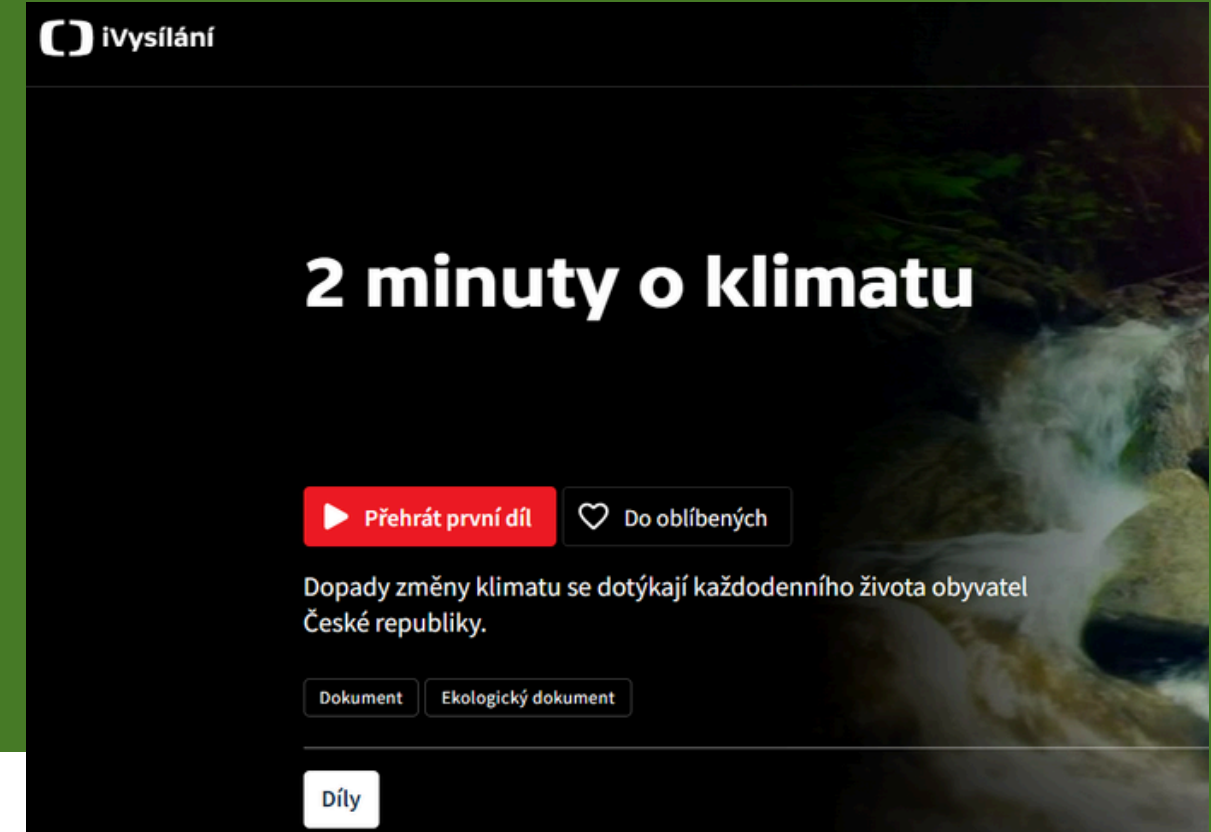 iVysílání
2 minuty o klimatu
Přehrát první díl
Do oblíbených
Dopady změny klimatu se dotýkají každodenního života obyvatel
České republiky.
Dokument
Ekologický dokument
Díly